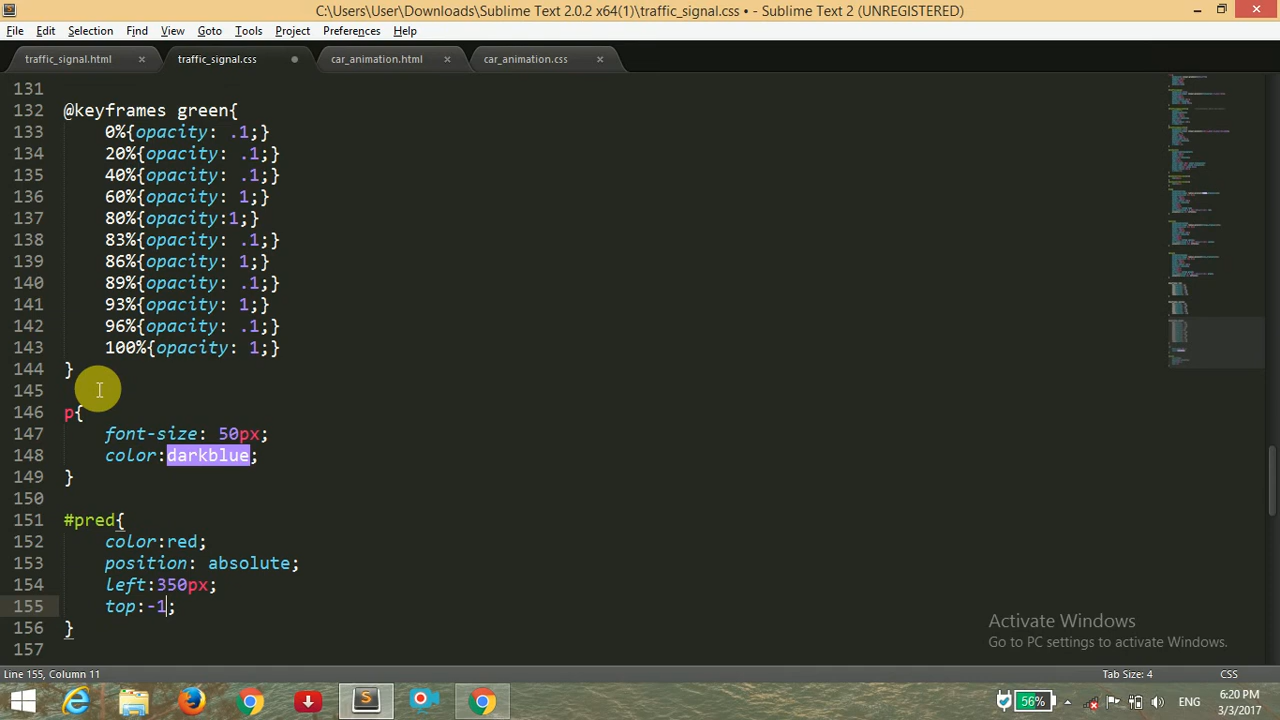 C:\Users\User\Downloads\Sublime Text 2.0.2 x64(1)\traffic_signal.css • - Sublime Text 2 (UNREGISTERED)
File Edit Selection Find View Goto Tools Project Preferences Help
traffic_signal.html traffic_signal.css car_animation.html car_animation.css
131
132 @keyframes green{
133 0%{opacity: .1;}
134 20%{opacity: .1;}
135 40%{opacity: .1;}
136 60%{opacity: 1;}
137 80%{opacity:1;}
138 83%{opacity: .1;}
139 86%{opacity: 1;}
140 89%{opacity: .1;}
141 93%{opacity: 1;}
142 96%{opacity: .1;}
143 100%{opacity: 1;}
144 }
145
146 p{
147 font-size: 50px;
148 color:darkblue;
149 }
150
151 #pred{
152 color:red;
153 position: absolute;
154 left:350px;
155 top:-1;
156 }
157
Activate Windows
Go to PC settings to activate Windows.
Line 155, Column 11 Tab Size: 4 CSS
56% ENG 6:20 PM
3/3/2017